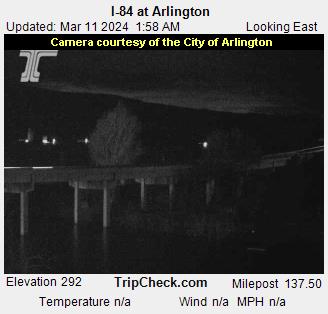 I-84 at Arlington
Updated: Mar 11 2024 1:58 AM Looking East
Camera courtesy of the City of Arlington
Elevation 292 TripCheck.com Milepost 137.50
Temperature n/a Wind n/a MPH n/a